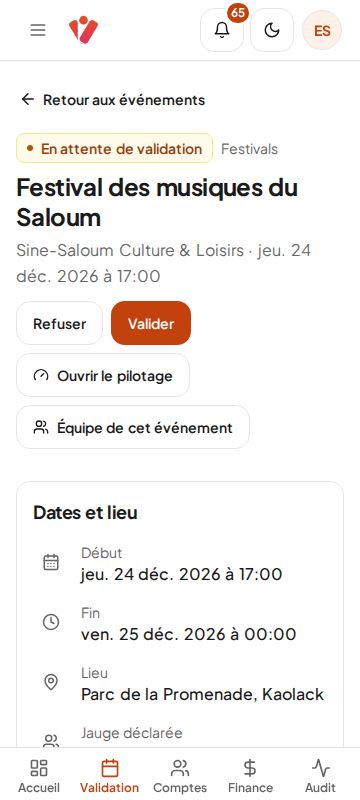 65
ES
Retour aux événements
En attente de validation
Festivals
Festival des musiques du
Saloum
Sine-Saloum Culture & Loisirs · jeu. 24
déc. 2026 à 17:00
Refuser
Valider
Ouvrir le pilotage
Équipe de cet événement
Dates et lieu
Début
jeu. 24 déc. 2026 à 17:00
Fin
ven. 25 déc. 2026 à 00:00
Lieu
Parc de la Promenade, Kaolack
Jauge déclarée
Accueil
Validation
Comptes
Finance
Audit